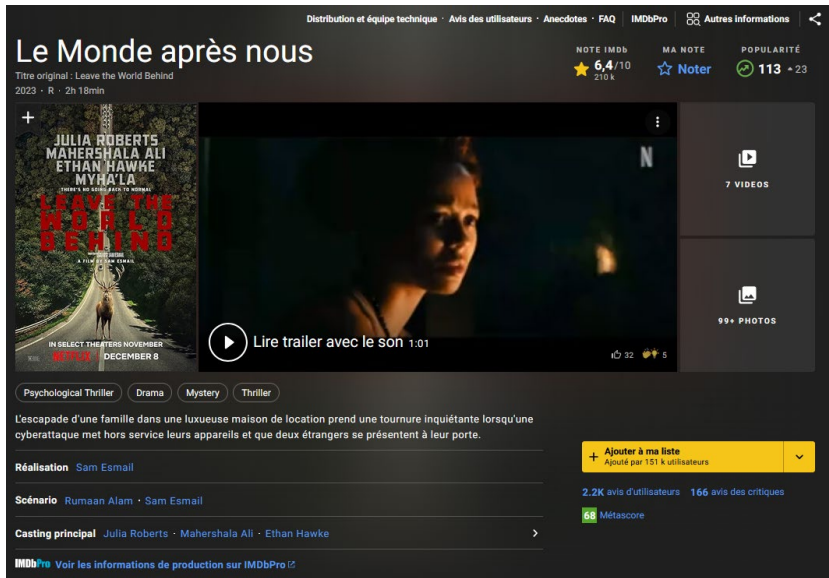 Distribution et équipe technique · Avis des utilisateurs · Anecdotes · FAQ IMDbPro Autres informations
Le Monde après nous
Titre original : Leave the World Behind
2023 · R · 2h 18min
NOTE IMDb
6,4/10
210 k
MA NOTE
Noter
POPULARITÉ
113 23
JULIA ROBERTS
MAHERSHALA ALI
ETHAN HAWKE
MYHA'LA
THERE'S NO GOING BACK TO NORMAL
LEAVE THE
WORLD
BEHIND
A FILM BY SAM ESMAIL
IN SELECT THEATERS NOVEMBER
NETFLIX DECEMBER 8
N
Lire trailer avec le son 1:01
32 5
7 VIDEOS
99+ PHOTOS
Psychological Thriller Drama Mystery Thriller
L'escapade d'une famille dans une luxueuse maison de location prend une tournure inquiétante lorsqu'une
cyberattaque met hors service leurs appareils et que deux étrangers se présentent à leur porte.
Réalisation Sam Esmail
Scénario Rumaan Alam · Sam Esmail
Casting principal Julia Roberts · Mahershala Ali · Ethan Hawke
IMDbPro Voir les informations de production sur IMDbPro
+ Ajouter à ma liste
Ajouté par 151 k utilisateurs
2.2K avis d'utilisateurs 166 avis des critiques
68 Métascore